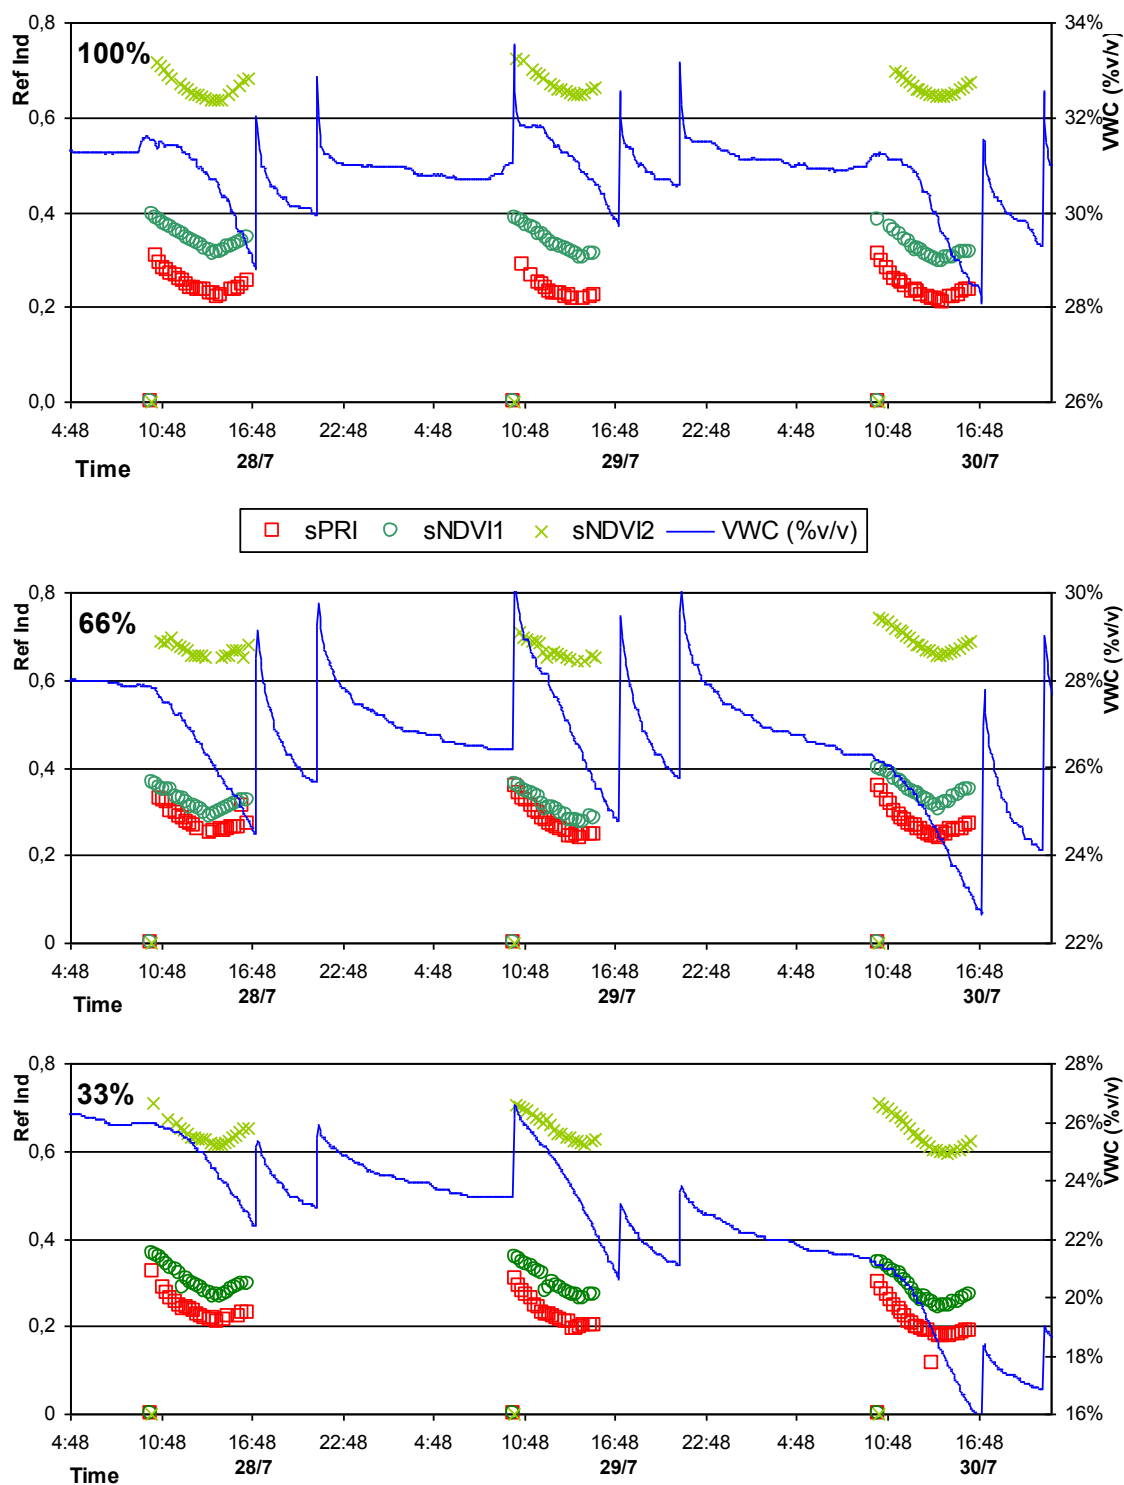 0,8
34%
100%
Ref Ind
VWC (%v/v)
0,6
32%
0,4
30%
0,2
28%
0,0
26%
4:48 10:48 16:48 22:48 4:48 10:48 16:48 22:48 4:48 10:48 16:48
Time 28/7 29/7 30/7
sPRI sNDVI1 sNDVI2 VWC (%v/v)
0,8
30%
66%
Ref Ind
VWC (%v/v)
0,6
28%
0,4
26%
0,2
24%
0
22%
4:48 10:48 16:48 22:48 4:48 10:48 16:48 22:48 4:48 10:48 16:48
Time 28/7 29/7 30/7
0,8
28%
33%
Ref Ind
VWC (%v/v)
26%
0,6
24%
0,4
22%
20%
0,2
18%
0
16%
4:48 10:48 16:48 22:48 4:48 10:48 16:48 22:48 4:48 10:48 16:48
Time 28/7 29/7 30/7